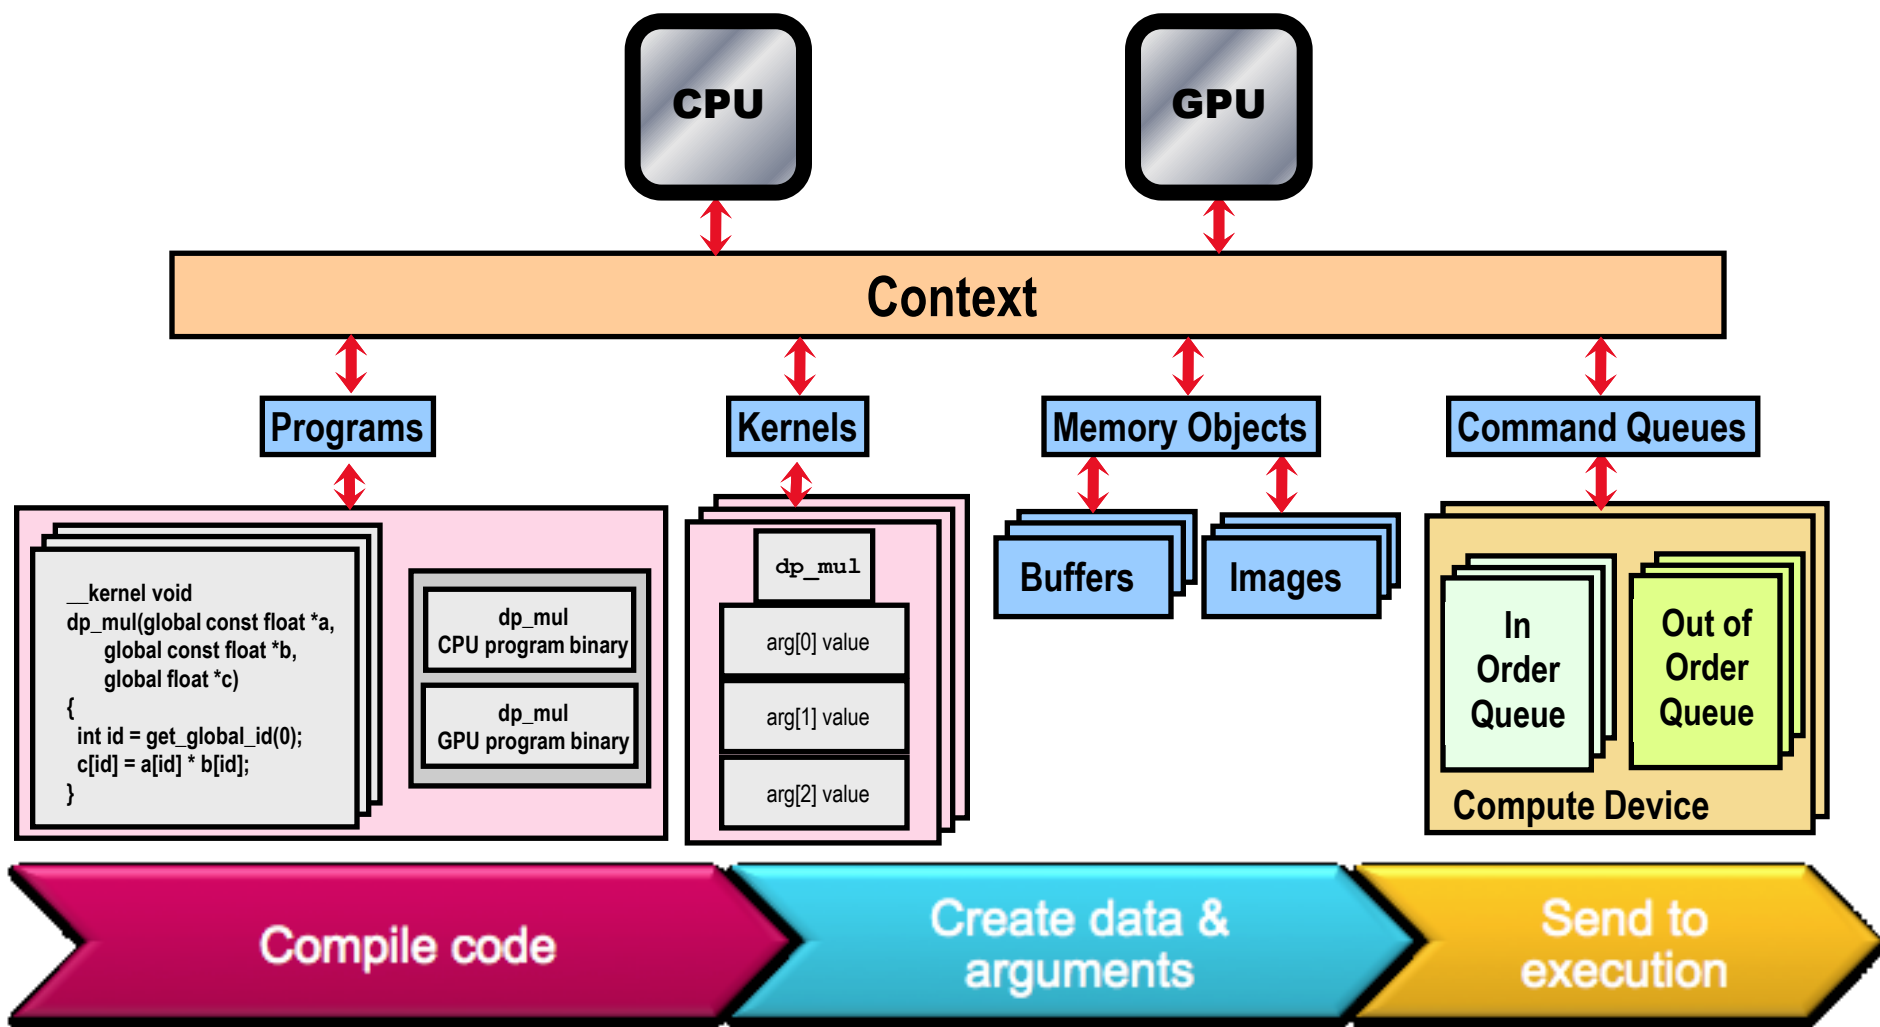 CPU
GPU
Context
Programs
Kernels
Memory Objects
Command Queues
__kernel void
dp_mul(global const float *a,
global const float *b,
global float *c)
{
int id = get_global_id(0);
c[id] = a[id] * b[id];
}
dp_mul
CPU program binary
dp_mul
GPU program binary
dp_mul
arg[0] value
arg[1] value
arg[2] value
Buffers
Images
In
Order
Queue
Out of
Order
Queue
Compute Device
Compile code
Create data &
arguments
Send to
execution